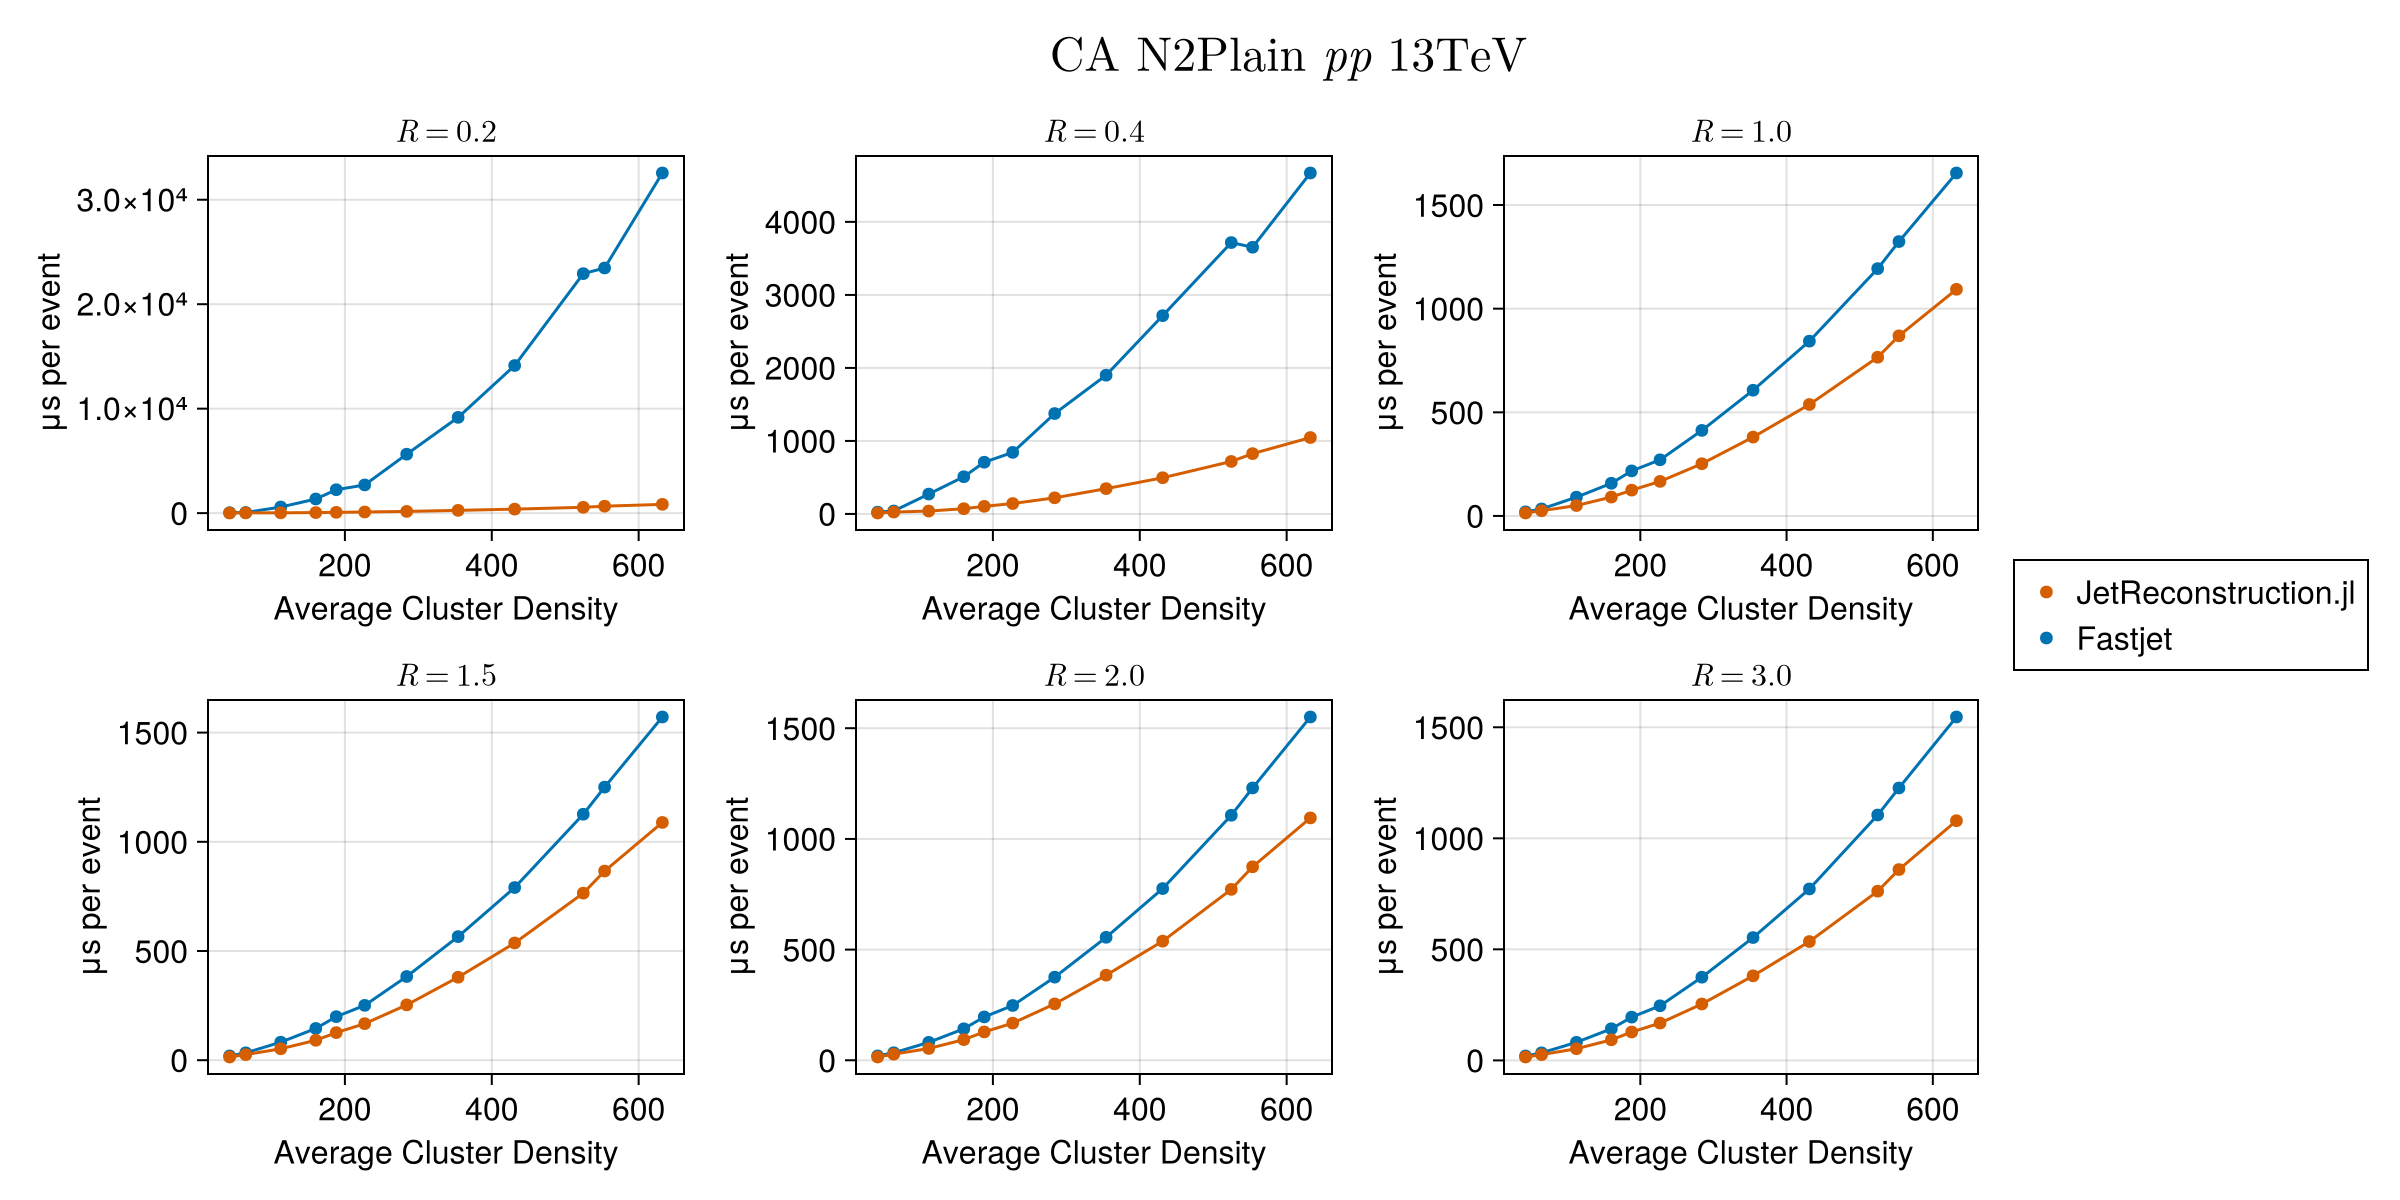 CA N2Plain pp 13TeV
R = 0.2
3.0×10⁴
2.0×10⁴
1.0×10⁴
0
µs per event
200 400 600
Average Cluster Density
R = 0.4
4000
3000
2000
1000
0
µs per event
200 400 600
Average Cluster Density
R = 1.0
1500
1000
500
0
µs per event
200 400 600
Average Cluster Density
JetReconstruction.jl
Fastjet
R = 1.5
1500
1000
500
0
µs per event
200 400 600
Average Cluster Density
R = 2.0
1500
1000
500
0
µs per event
200 400 600
Average Cluster Density
R = 3.0
1500
1000
500
0
µs per event
200 400 600
Average Cluster Density